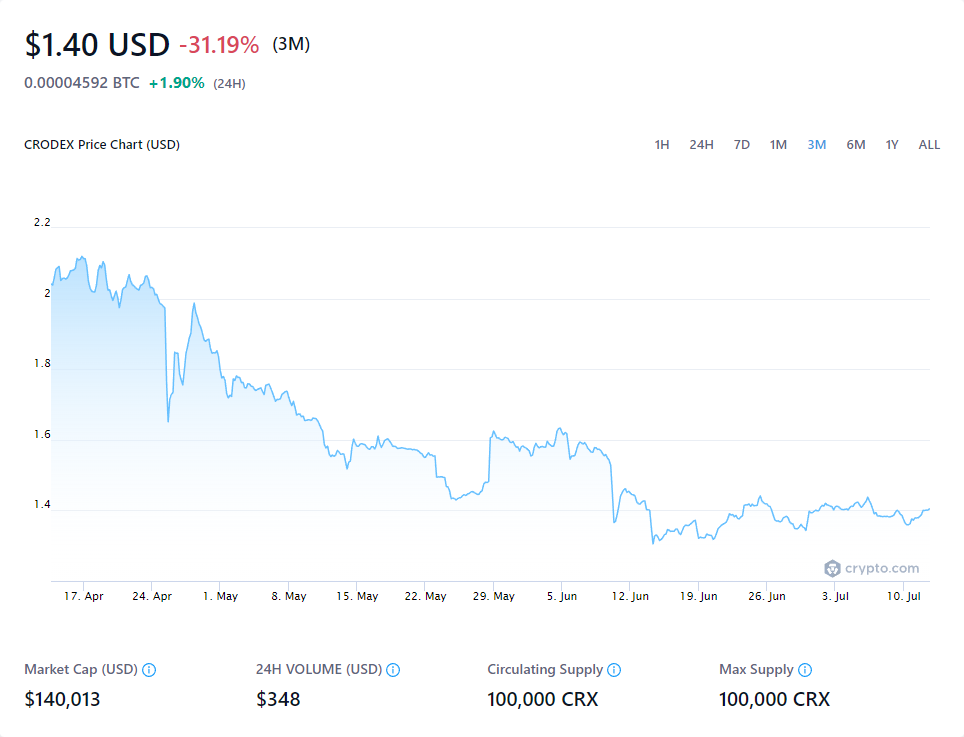 $1.40 USD -31.19% (3M)
0.00004592 BTC +1.90% (24H)
CRODEX Price Chart (USD) 1H 24H 7D 1M 3M 6M 1Y ALL
2.2
2
1.8
1.6
1.4
crypto.com
17. Apr 24. Apr 1. May 8. May 15. May 22. May 29. May 5. Jun 12. Jun 19. Jun 26. Jun 3. Jul 10. Jul
Market Cap (USD) 24H VOLUME (USD) Circulating Supply Max Supply
$140,013 $348 100,000 CRX 100,000 CRX